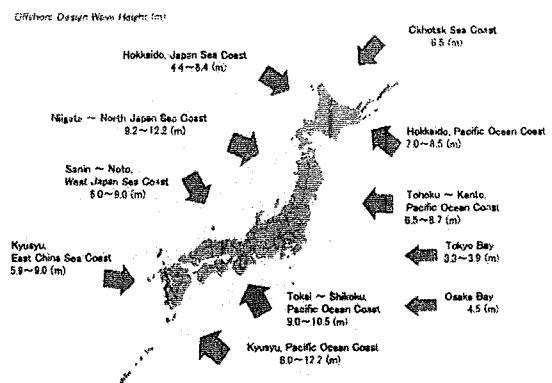 Offshore Design Wave Height (m)
Okhotsk Sea Coast
6.5 (m)
Hokkaido, Japan Sea Coast
4.4～8.4 (m)
Niigata ～ North Japan Sea Coast
9.2～12.2 (m)
Hokkaido, Pacific Ocean Coast
7.0～8.5 (m)
Sanin ～ Noto,
West Japan Sea Coast
6.0～9.0 (m)
Tohoku ～ Kanto,
Pacific Ocean Coast
6.5～8.7 (m)
Kyusyu,
East China Sea Coast
5.9～9.0 (m)
Tokyo Bay
3.3～3.9 (m)
Tokai ～ Shikoku,
Pacific Ocean Coast
9.0～10.5 (m)
Osaka Bay
4.5 (m)
Kyusyu, Pacific Ocean Coast
8.0～12.2 (m)